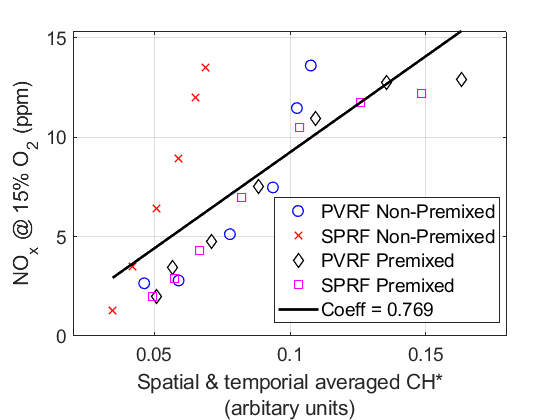 15
10
5
0
NOx @ 15% O2 (ppm)
PVRF Non-Premixed
SPRF Non-Premixed
PVRF Premixed
SPRF Premixed
Coeff = 0.769
0.05
0.1
0.15
Spatial & temporial averaged CH*
(arbitary units)